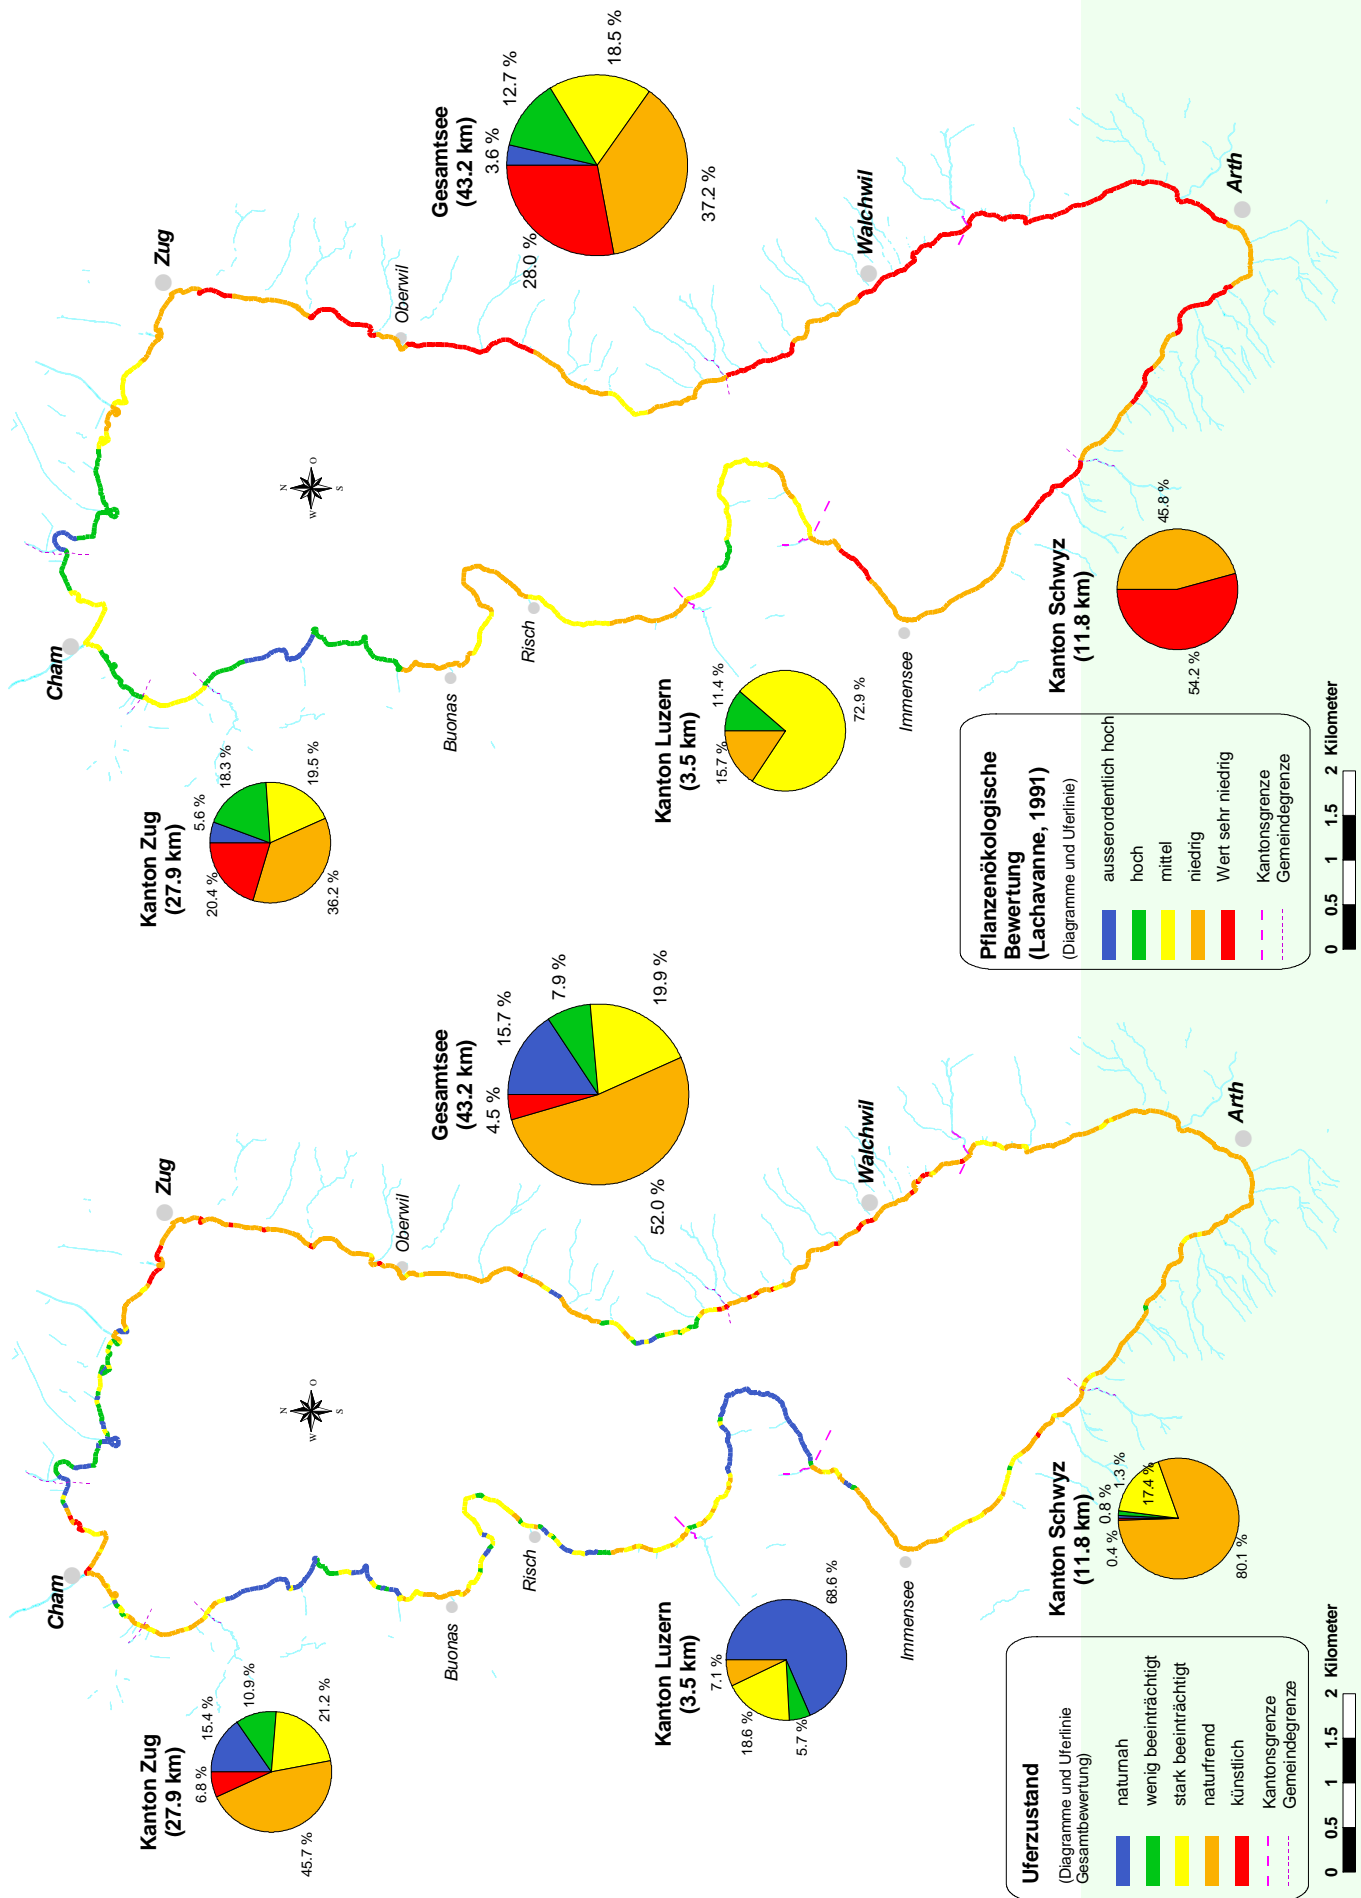 Zug
Cham
Oberwil
Buonas
Risch
Walchwil
Immensee
Arth
N
O
S
W
Kanton Zug
(27.9 km)
5.6 %
18.3 %
19.5 %
36.2 %
20.4 %
Gesamtsee
(43.2 km)
3.6 %
12.7 %
18.5 %
37.2 %
28.0 %
Kanton Luzern
(3.5 km)
11.4 %
72.9 %
15.7 %
Kanton Schwyz
(11.8 km)
45.8 %
54.2 %
Pflanzenökologische
Bewertung
(Lachavanne, 1991)
(Diagramme und Uferlinie)
ausserordentlich hoch
hoch
mittel
niedrig
Wert sehr niedrig
Kantonsgrenze
Gemeindegrenze
0 0.5 1 1.5 2 Kilometer
Zug
Cham
Oberwil
Buonas
Risch
Walchwil
Immensee
Arth
N
O
S
W
Kanton Zug
(27.9 km)
15.4 %
10.9 %
21.2 %
45.7 %
6.8 %
Gesamtsee
(43.2 km)
15.7 %
7.9 %
19.9 %
52.0 %
4.5 %
Kanton Luzern
(3.5 km)
68.6 %
5.7 %
18.6 %
7.1 %
Kanton Schwyz
(11.8 km)
0.8 %
1.3 %
17.4 %
80.1 %
0.4 %
Uferzustand
(Diagramme und Uferlinie
Gesamtbewertung)
naturnah
wenig beeinträchtigt
stark beeinträchtigt
naturfremd
künstlich
Kantonsgrenze
Gemeindegrenze
0 0.5 1 1.5 2 Kilometer